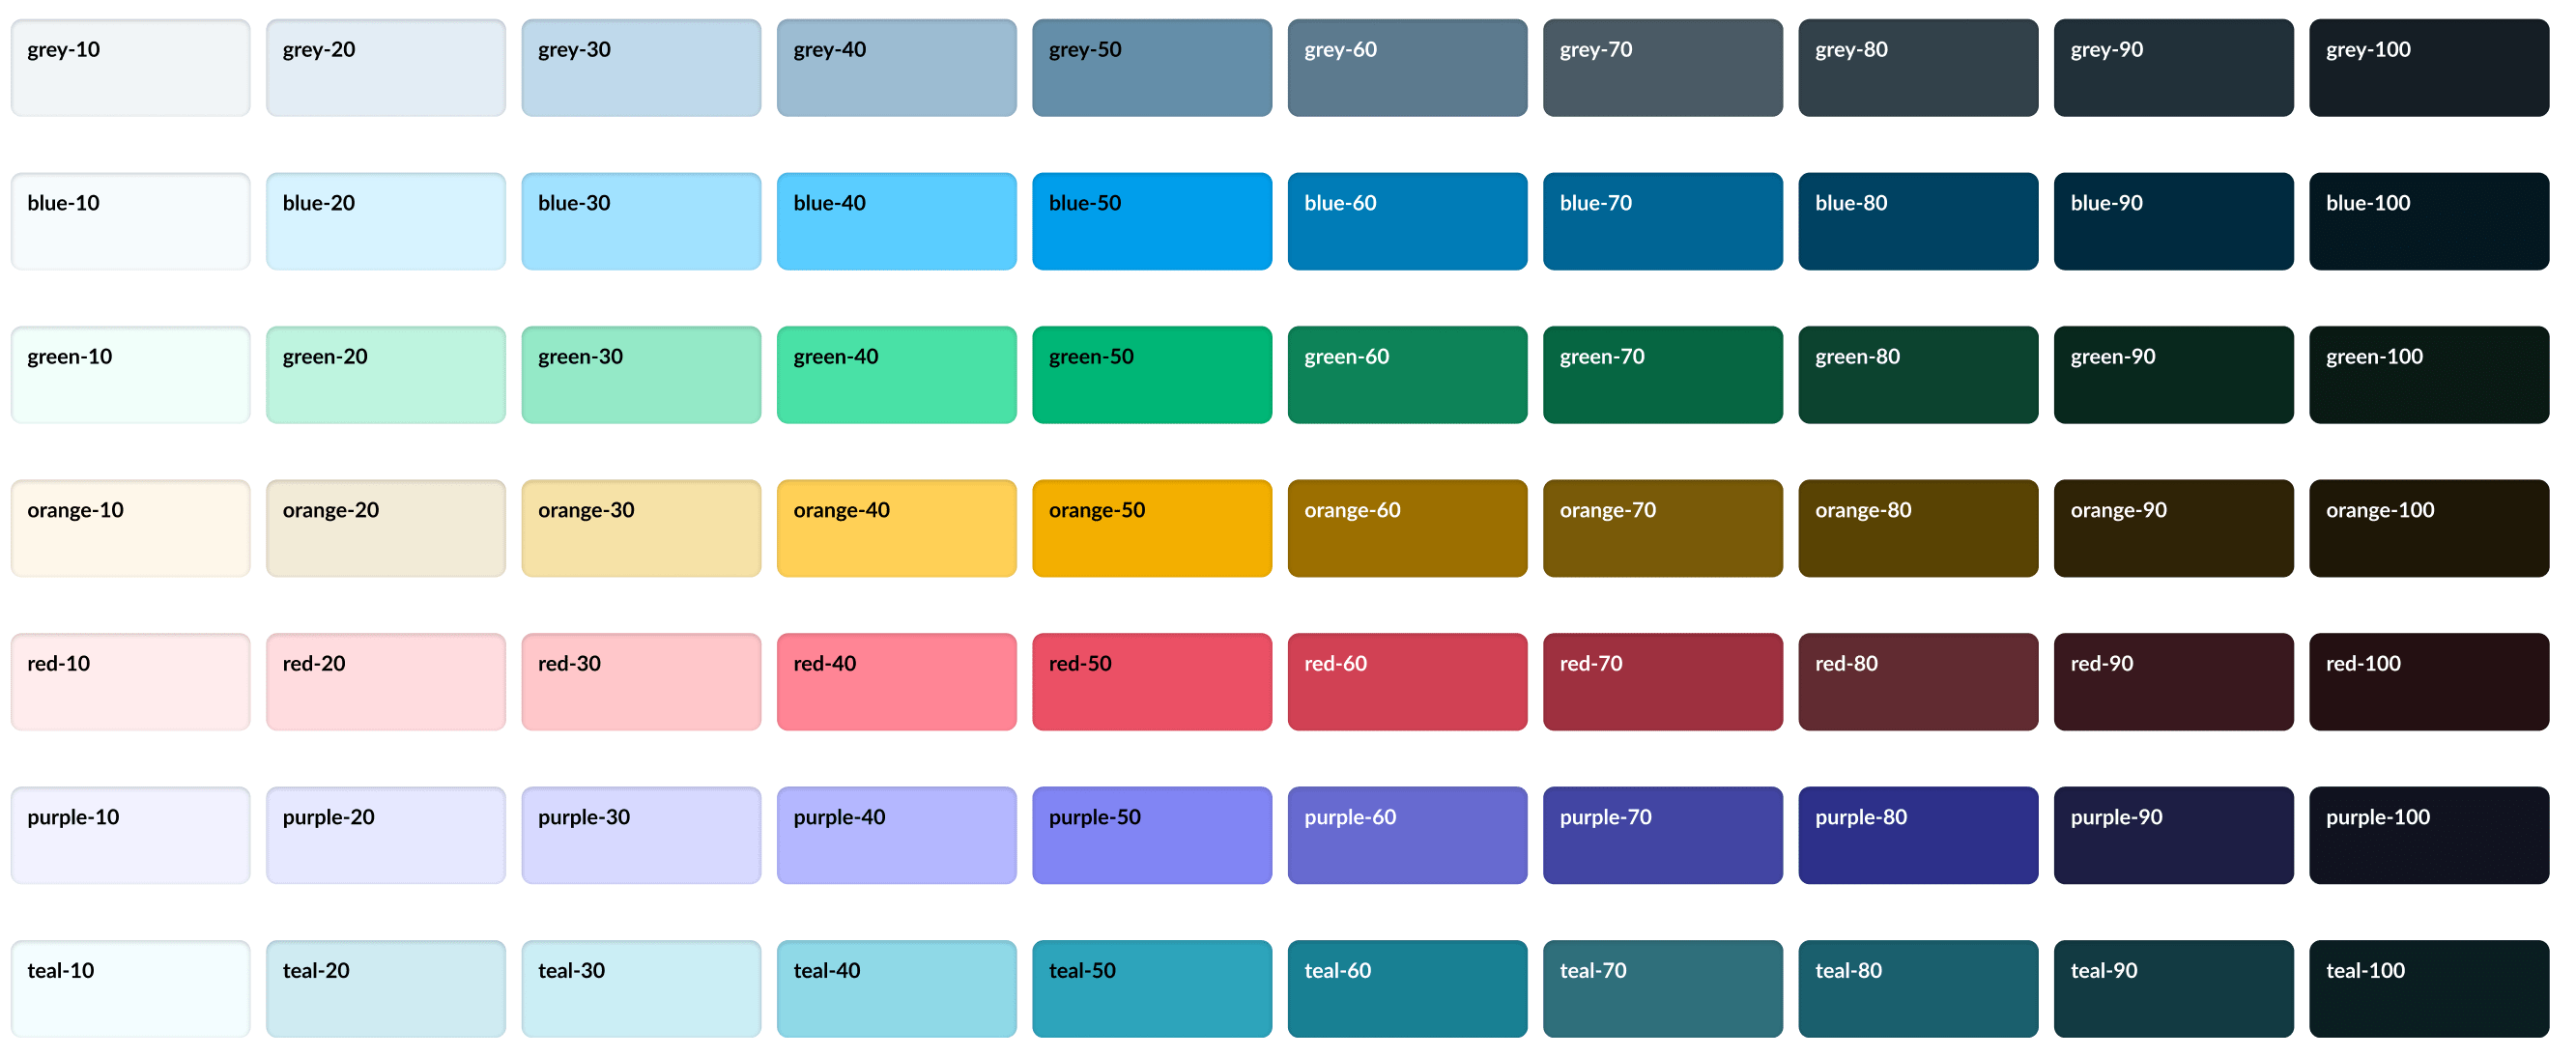 grey-10 grey-20 grey-30 grey-40 grey-50 grey-60 grey-70 grey-80 grey-90 grey-100
blue-10 blue-20 blue-30 blue-40 blue-50 blue-60 blue-70 blue-80 blue-90 blue-100
green-10 green-20 green-30 green-40 green-50 green-60 green-70 green-80 green-90 green-100
orange-10 orange-20 orange-30 orange-40 orange-50 orange-60 orange-70 orange-80 orange-90 orange-100
red-10 red-20 red-30 red-40 red-50 red-60 red-70 red-80 red-90 red-100
purple-10 purple-20 purple-30 purple-40 purple-50 purple-60 purple-70 purple-80 purple-90 purple-100
teal-10 teal-20 teal-30 teal-40 teal-50 teal-60 teal-70 teal-80 teal-90 teal-100